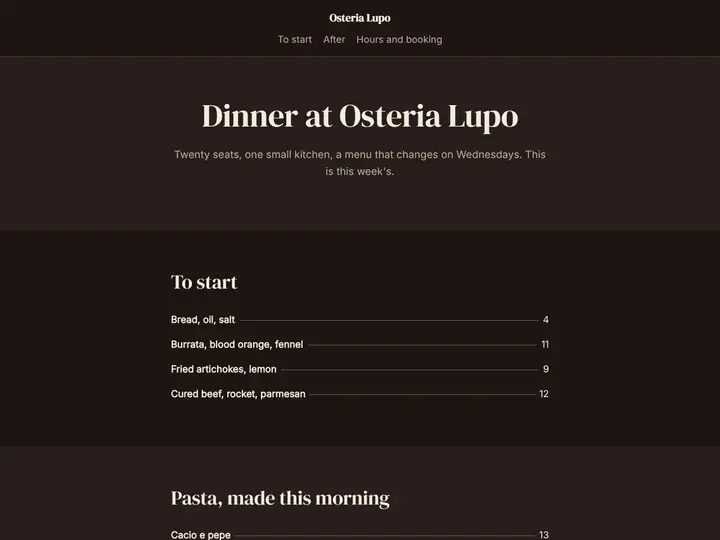 Osteria Lupo
To start After Hours and booking
Dinner at Osteria Lupo
Twenty seats, one small kitchen, a menu that changes on Wednesdays. This
is this week's.
To start
Bread, oil, salt 4
Burrata, blood orange, fennel 11
Fried artichokes, lemon 9
Cured beef, rocket, parmesan 12
Pasta, made this morning
Cacio e pepe 13